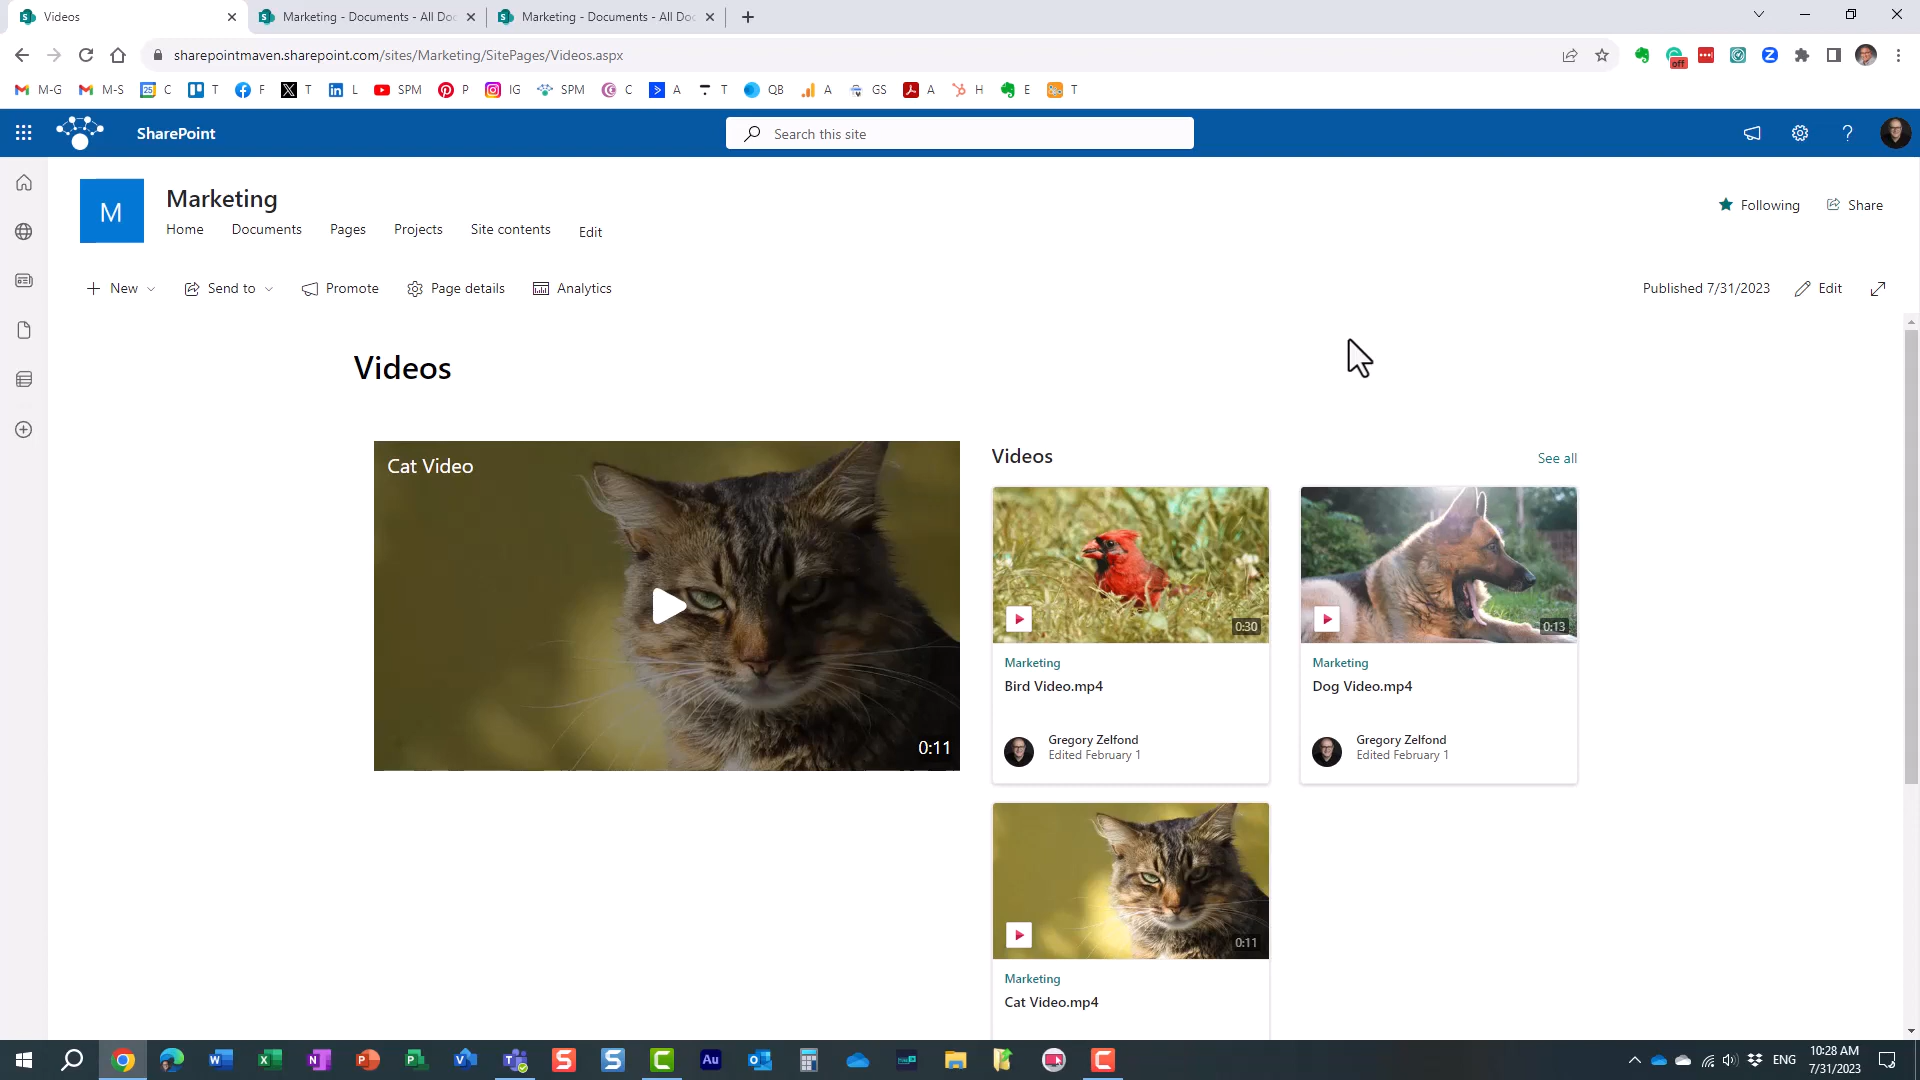 Videos
Marketing - Documents - All Doc
Marketing - Documents - All Doc
sharepointmaven.sharepoint.com/sites/Marketing/SitePages/Videos.aspx
off
M-G
M-S
25
C
T
F
T
L
SPM
P
IG
SPM
C
A
T
QB
A
GS
A
H
E
T
SharePoint
Search this site
M
Marketing
Home
Documents
Pages
Projects
Site contents
Edit
Following
Share
New
Send to
Promote
Page details
Analytics
Published 7/31/2023
Edit
Videos
Cat Video
0:11
Videos
See all
0:30
Marketing
Bird Video.mp4
Gregory Zelfond
Edited February 1
0:13
Marketing
Dog Video.mp4
Gregory Zelfond
Edited February 1
0:11
Marketing
Cat Video.mp4
ENG
10:28 AM
7/31/2023